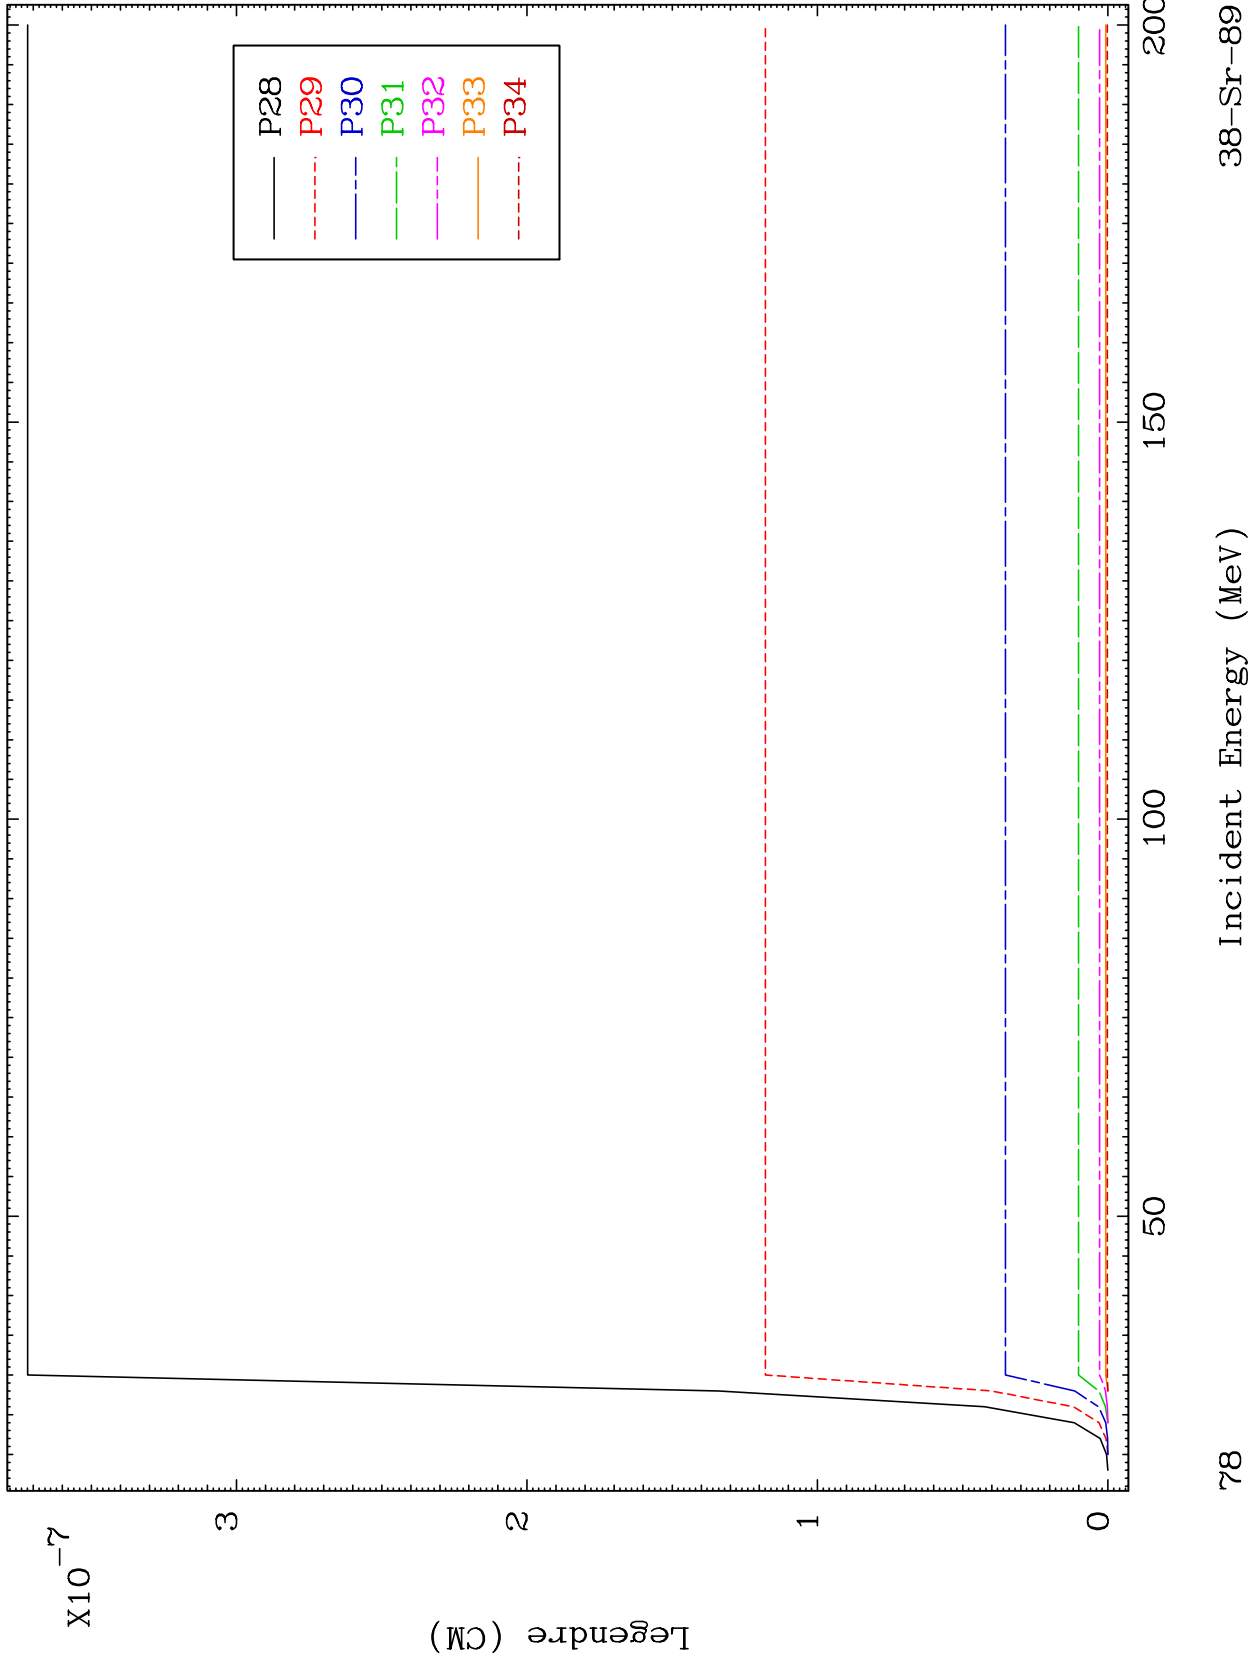 X10-7
Legendre (CM)
3
2
1
0
P28
P29
P30
P31
P32
P33
P34
50
100
150
200
Incident Energy (MeV)
78
38-Sr-89